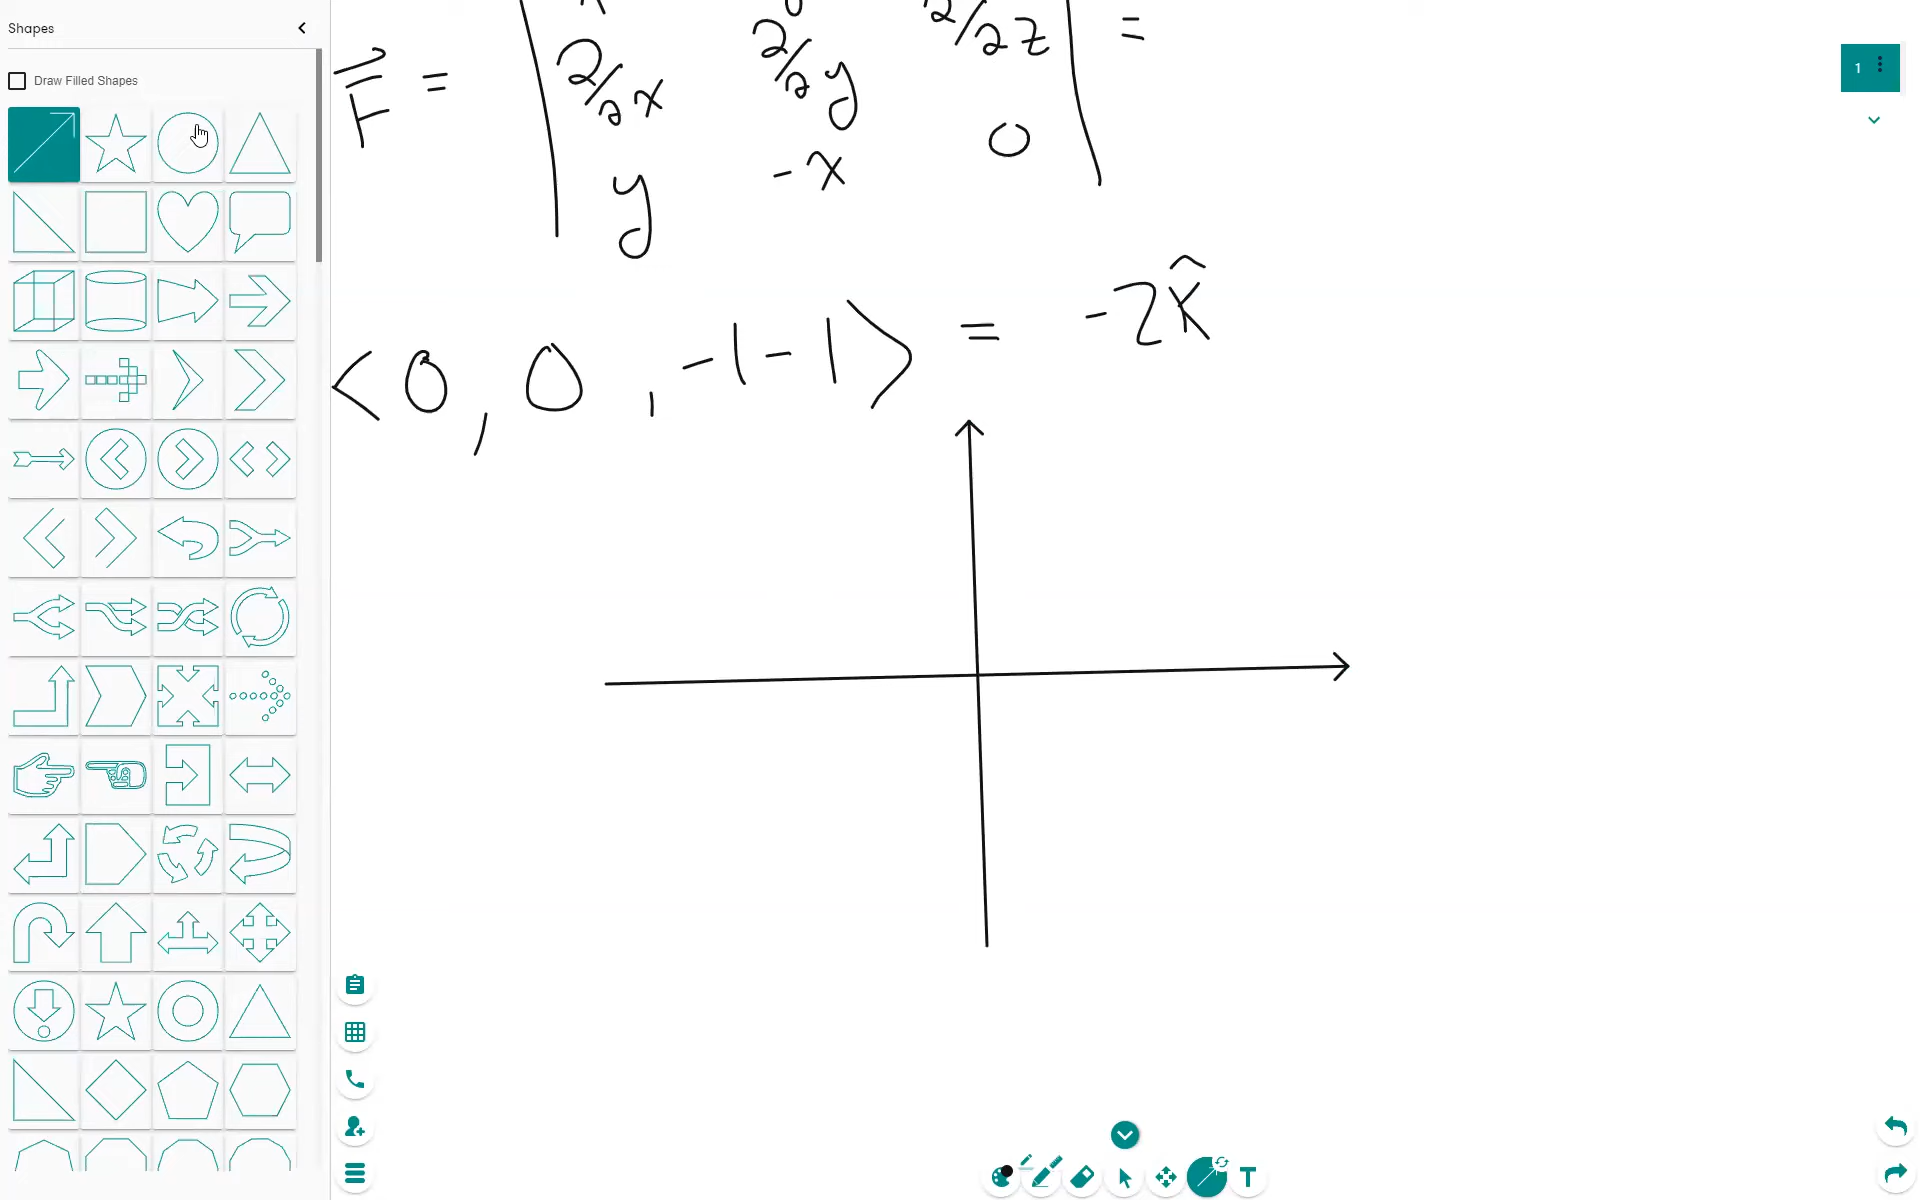 Shapes
Draw Filled Shapes
1
F = | ∂/∂x ∂/∂y ∂/∂z | =
y -x 0
<0, 0, -1-1> = -2k̂
T